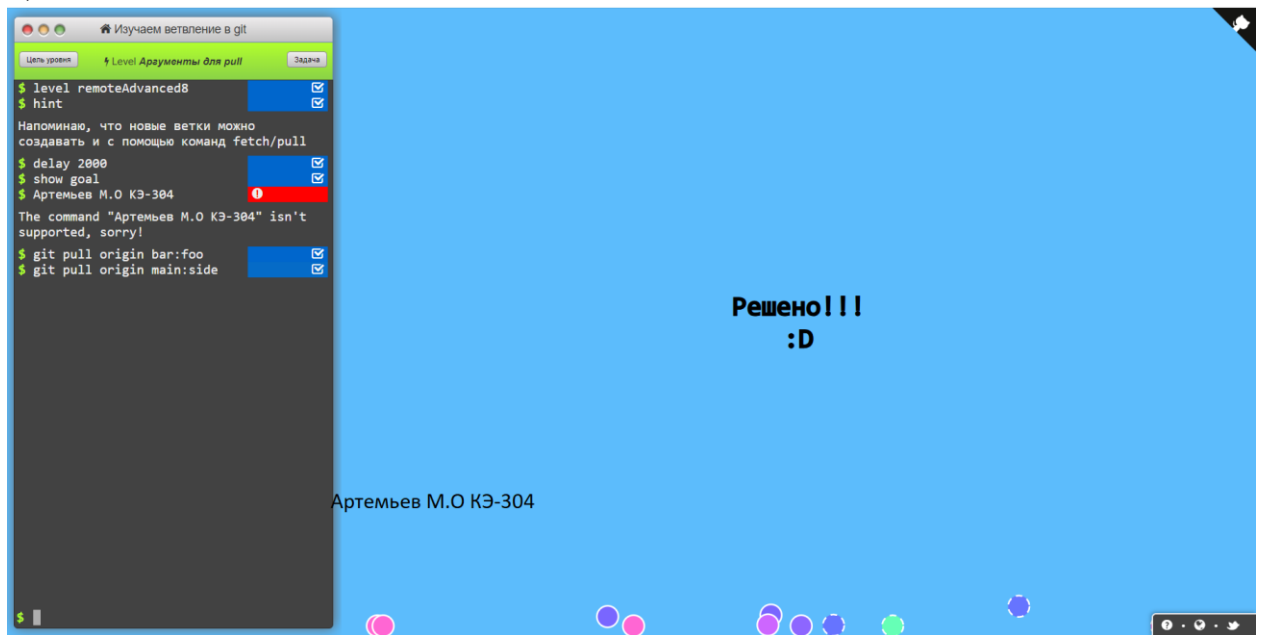 Изучаем ветвление в git
Цель уровня
Level Аргументы для pull
Задача
$ level remoteAdvanced8
$ hint
Напоминаю, что новые ветки можно
создавать и с помощью команд fetch/pull
$ delay 2000
$ show goal
$ Артемьев М.О КЭ-304
The command "Артемьев М.О КЭ-304" isn't
supported, sorry!
$ git pull origin bar:foo
$ git pull origin main:side
$
Решено!!!
:D
Артемьев М.О КЭ-304